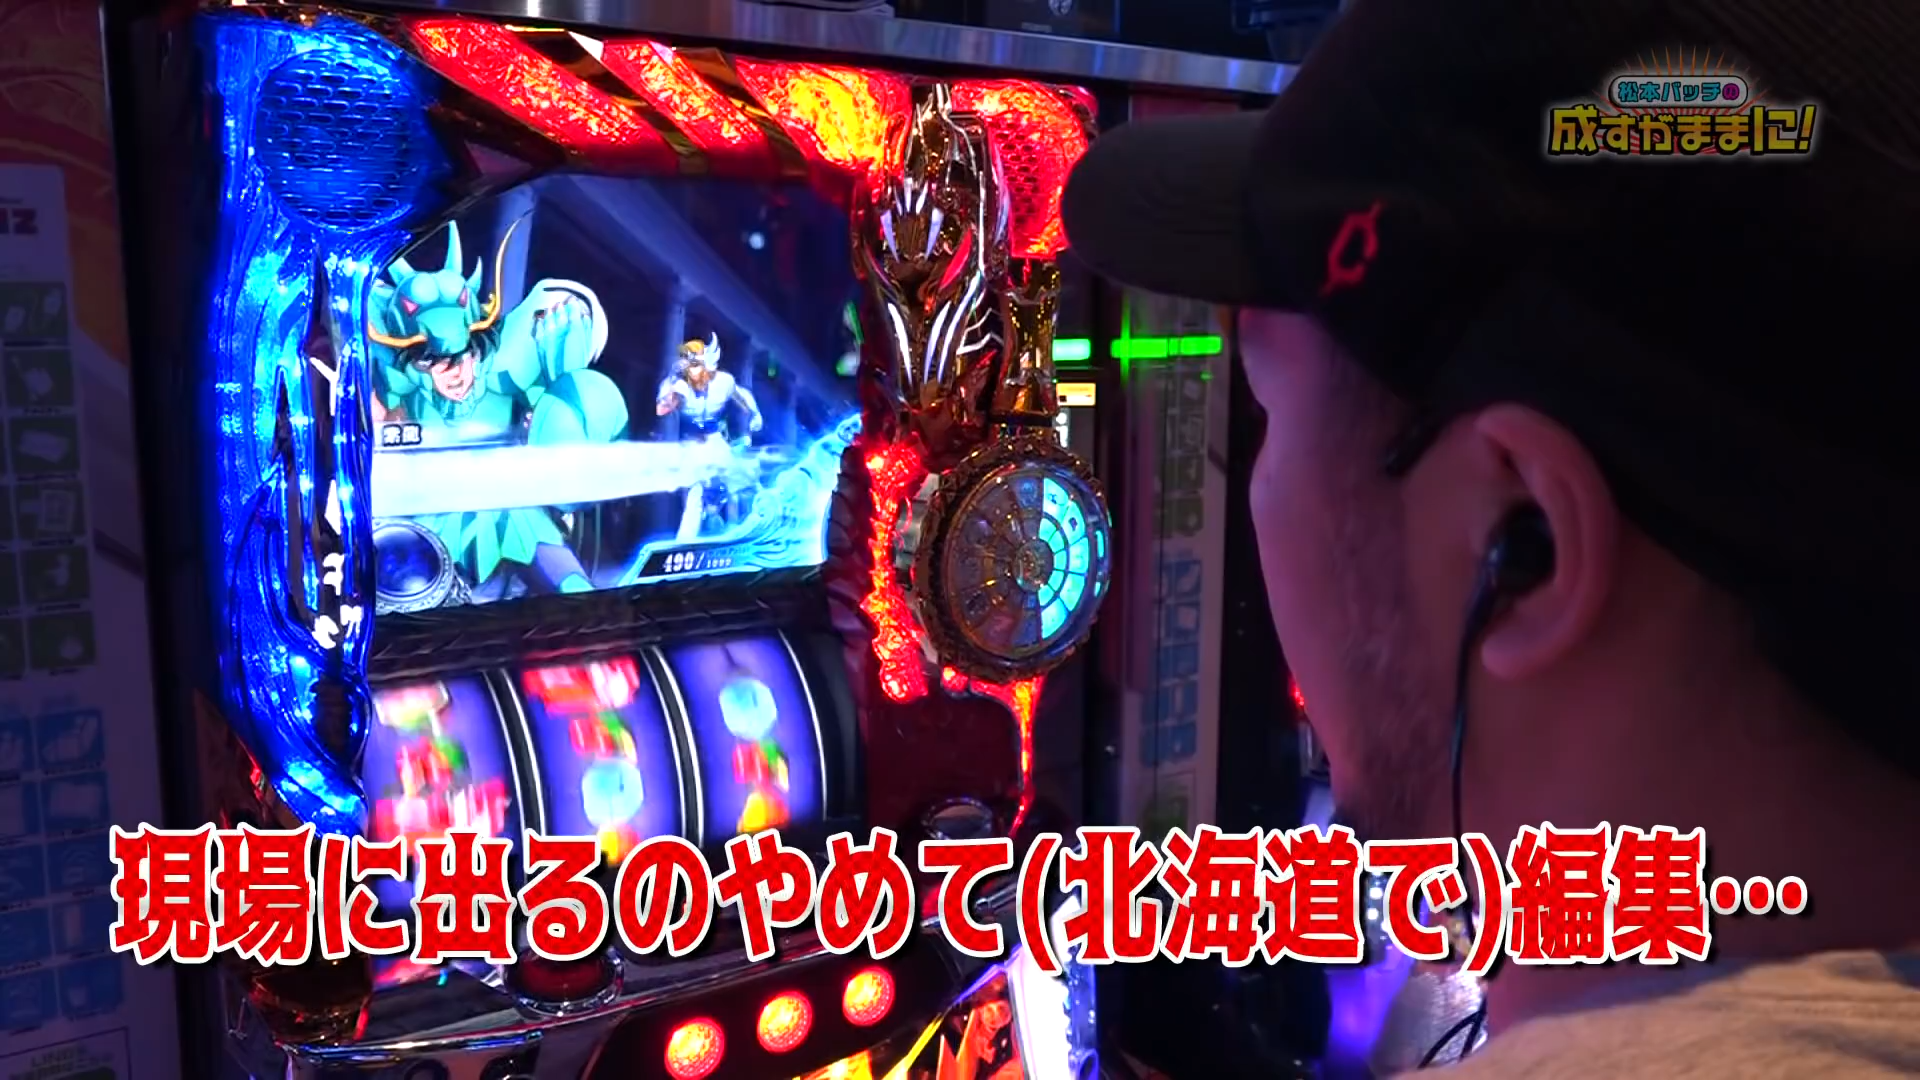 松本バッチの
成すがままに!
紫龍
490/1000
現場に出るのやめて(北海道で)編集…